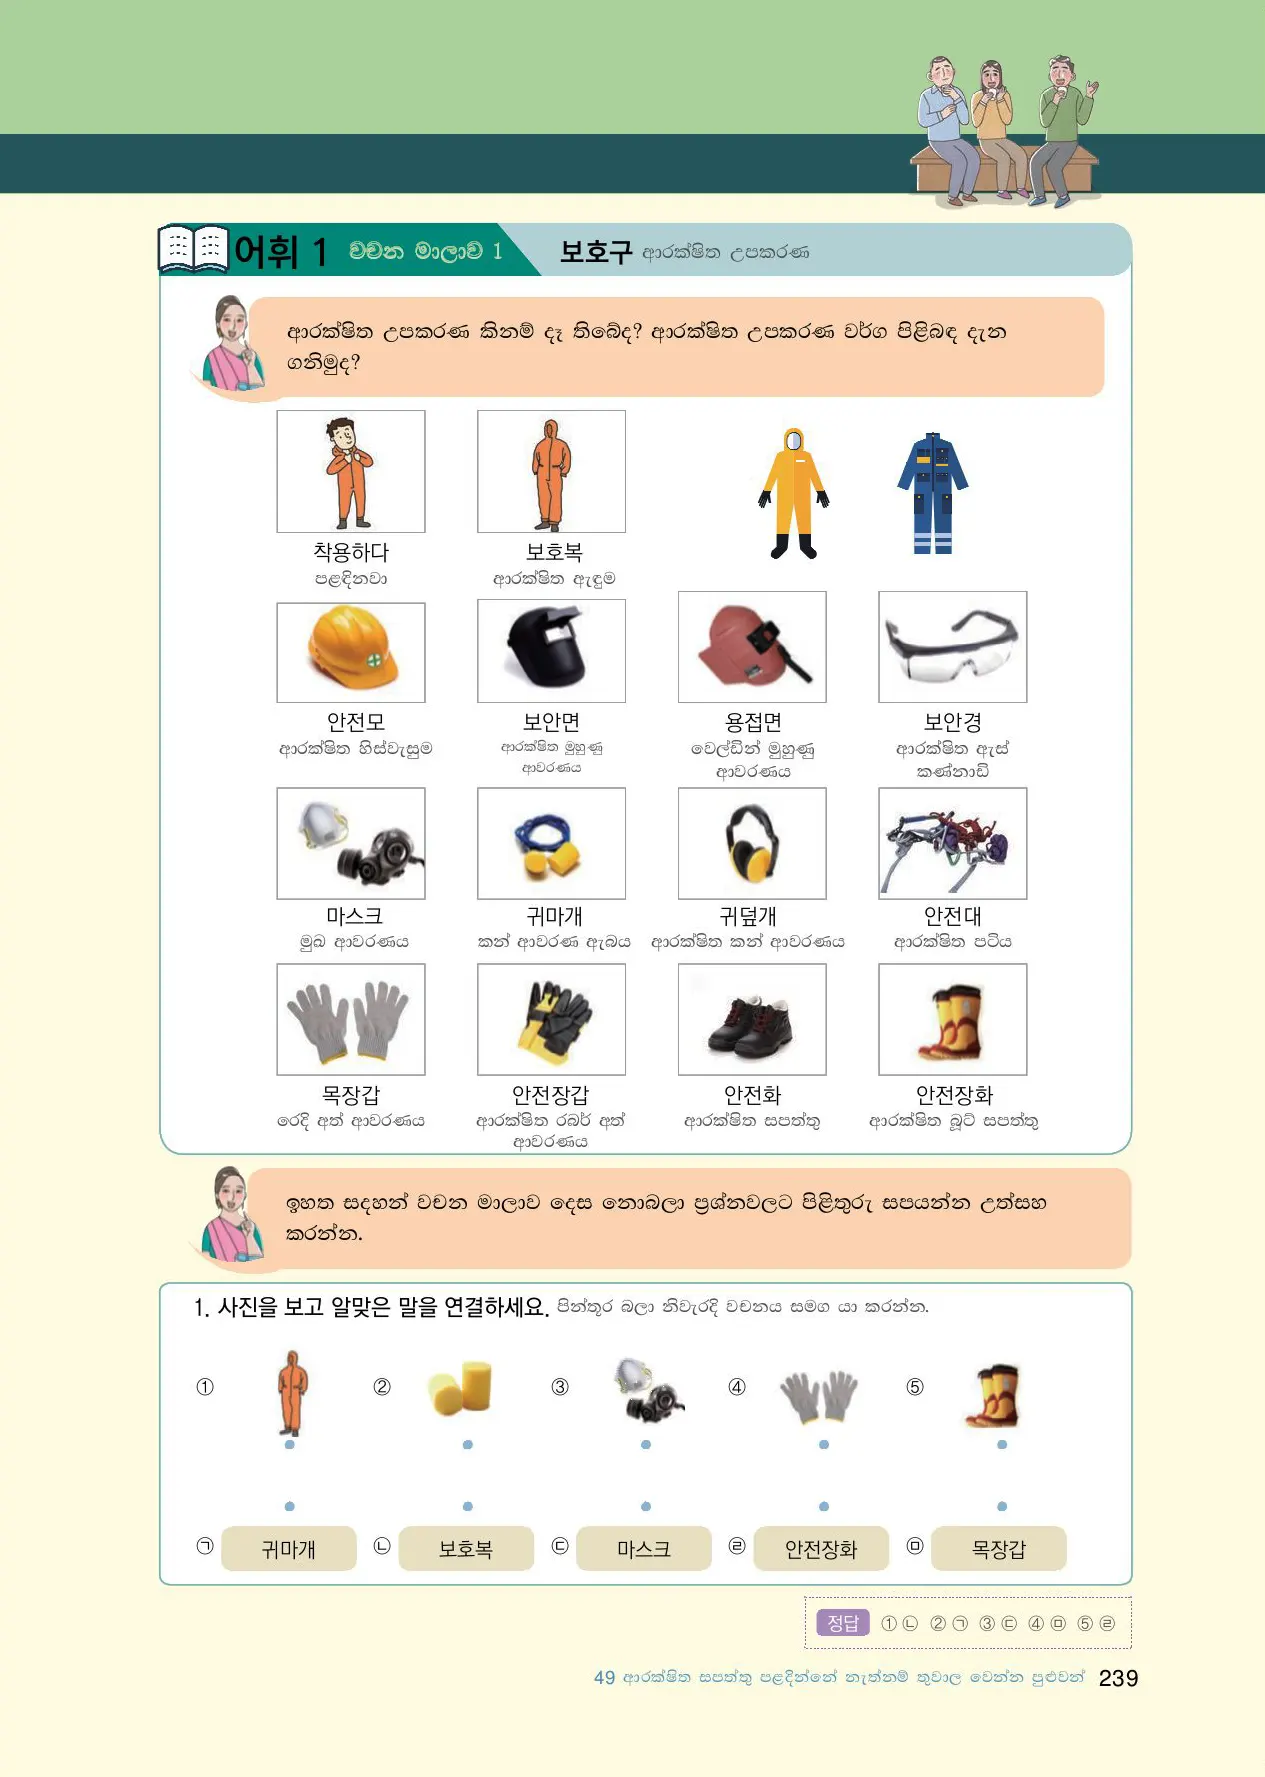 어휘 1 වචන මාලාව 1 보호구 ආරක්ෂිත උපකරණ
ආරක්ෂිත උපකරණ කිනම් දෑ තිබේද? ආරක්ෂිත උපකරණ වර්ග පිළිබඳ දැන
ගනිමුද?
착용하다 보호복
පළඳිනවා ආරක්ෂිත ඇඳුම
안전모 보안면 용접면 보안경
ආරක්ෂිත හිස්වැසුම ආරක්ෂිත මුහුණු වෙල්ඩින් මුහුණු ආරක්ෂිත ඇස්
ආවරණය ආවරණය කණ්නාඩි
마스크 귀마개 귀덮개 안전대
මුඛ ආවරණය කන් ආවරණ ඇබය ආරක්ෂිත කන් ආවරණය ආරක්ෂිත පටිය
목장갑 안전장갑 안전화 안전장화
රෙදි අත් ආවරණය ආරක්ෂිත රබර් අත් ආරක්ෂිත සපත්තු ආරක්ෂිත බූට් සපත්තු
ආවරණය
ඉහත සදහන් වචන මාලාව දෙස නොබලා ප්‍රශ්නවලට පිළිතුරු සපයන්න උත්සහ
කරන්න.
1. 사진을 보고 알맞은 말을 연결하세요. පින්තූර බලා නිවැරදි වචනය සමග යා කරන්න.
① ② ③ ④ ⑤
㉠ 귀마개 ㉡ 보호복 ㉢ 마스크 ㉣ 안전장화 ㉤ 목장갑
정답 ①㉡ ②㉠ ③㉢ ④㉤ ⑤㉣
49 ආරක්ෂිත සපත්තු පළදින්නේ නැත්නම් තුවාල වෙන්න පුළුවන් 239